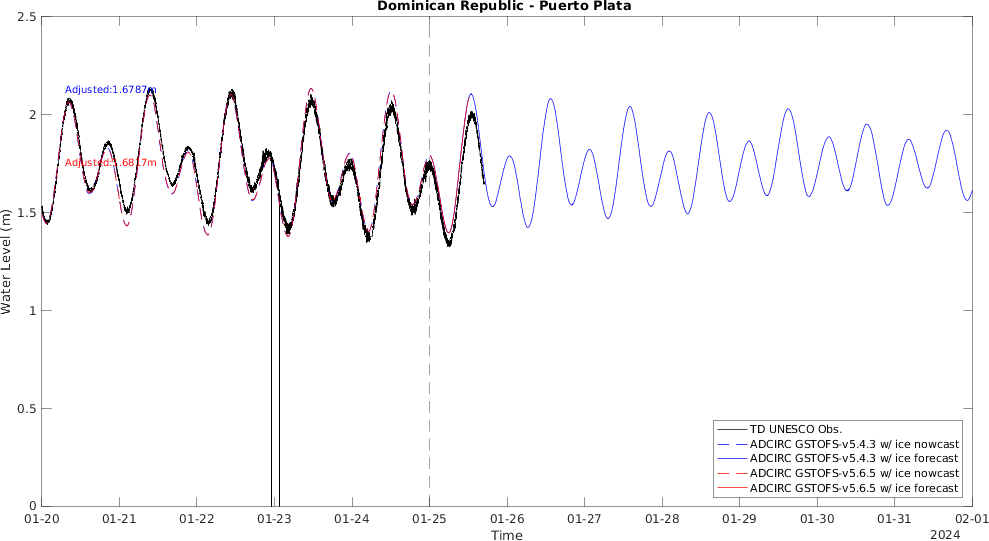 Dominican Republic - Puerto Plata
2.5
2
1.5
1
0.5
0
Water Level (m)
Adjusted:1.6787m
Adjusted:1.6817m
TD UNESCO Obs.
ADCIRC GSTOFS-v5.4.3 w/ ice nowcast
ADCIRC GSTOFS-v5.4.3 w/ ice forecast
ADCIRC GSTOFS-v5.6.5 w/ ice nowcast
ADCIRC GSTOFS-v5.6.5 w/ ice forecast
01-20 01-21 01-22 01-23 01-24 01-25 01-26 01-27 01-28 01-29 01-30 01-31 02-01
Time
2024